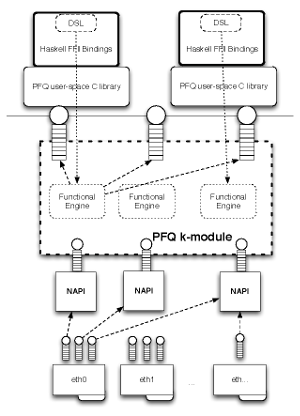 DSL
Haskell FFI Bindings
PFQ user-space C library
DSL
Haskell FFI Bindings
PFQ user-space C library
Functional
Engine
Functional
Engine
Functional
Engine
PFQ k-module
NAPI
NAPI
NAPI
eth0
eth1
...
eth...